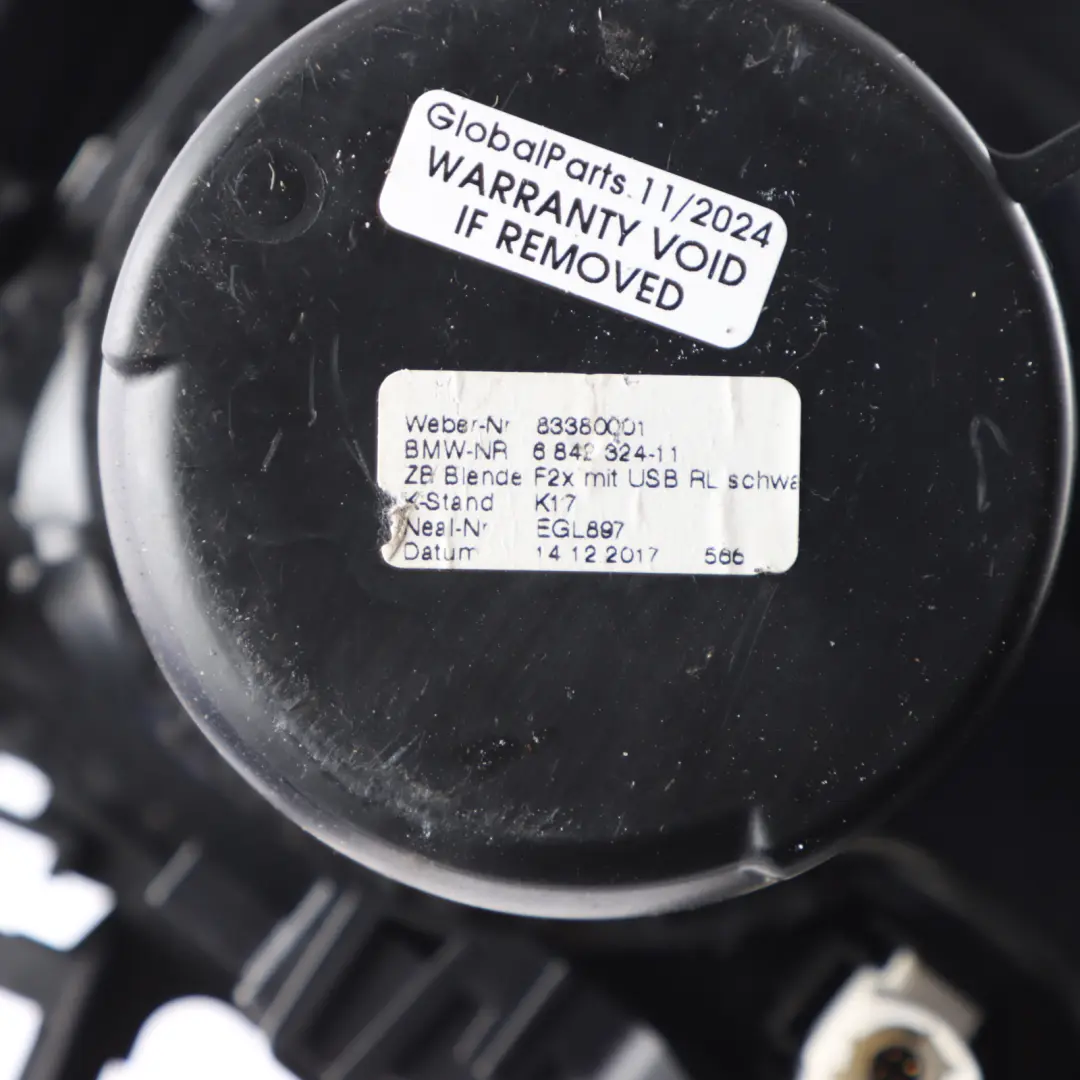 GlobalParts.11/2024
WARRANTY VOID
IF REMOVED
Weber-Nr 83380001
BMW-NR 6 842 324-11
ZB Blende F2x mit USB RL schwa
K-Stand K17
Neal-Nr EGL897
Datum 14.12.2017 566